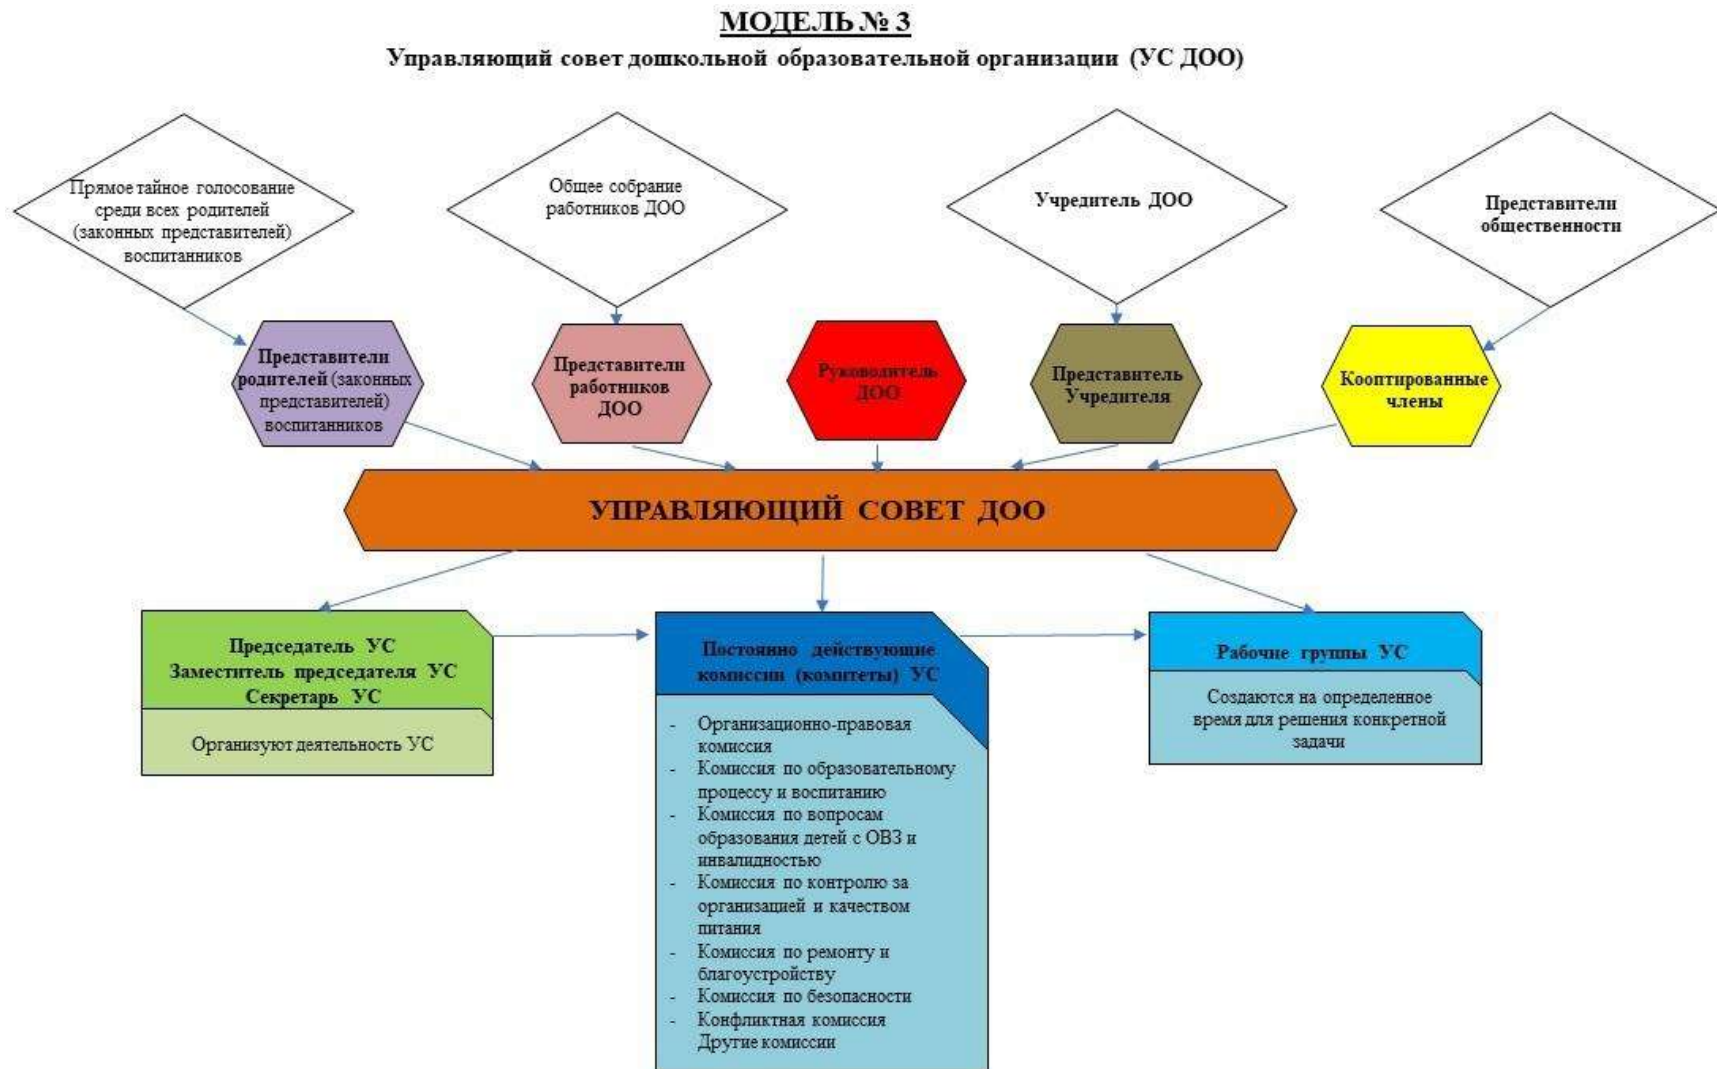 МОДЕЛЬ № 3
Управляющий совет дошкольной образовательной организации (УС ДОО)
Прямое тайное голосование
среди всех родителей
(законных представителей)
воспитанников
Общее собрание
работников ДОО
Учредитель ДОО
Представители
общественности
Представители
родителей (законных
представителей)
воспитанников
Представители
работников
ДОО
Руководитель
ДОО
Представитель
Учредителя
Кооптированные
члены
УПРАВЛЯЮЩИЙ СОВЕТ ДОО
Председатель УС
Заместитель председателя УС
Секретарь УС
Организуют деятельность УС
Постоянно действующие
комиссии (комитеты) УС
- Организационно-правовая
комиссия
- Комиссия по образовательному
процессу и воспитанию
- Комиссия по вопросам
образования детей с ОВЗ и
инвалидностью
- Комиссия по контролю за
организацией и качеством
питания
- Комиссия по ремонту и
благоустройству
- Комиссия по безопасности
- Конфликтная комиссия
Другие комиссии
Рабочие группы УС
Создаются на определенное
время для решения конкретной
задачи